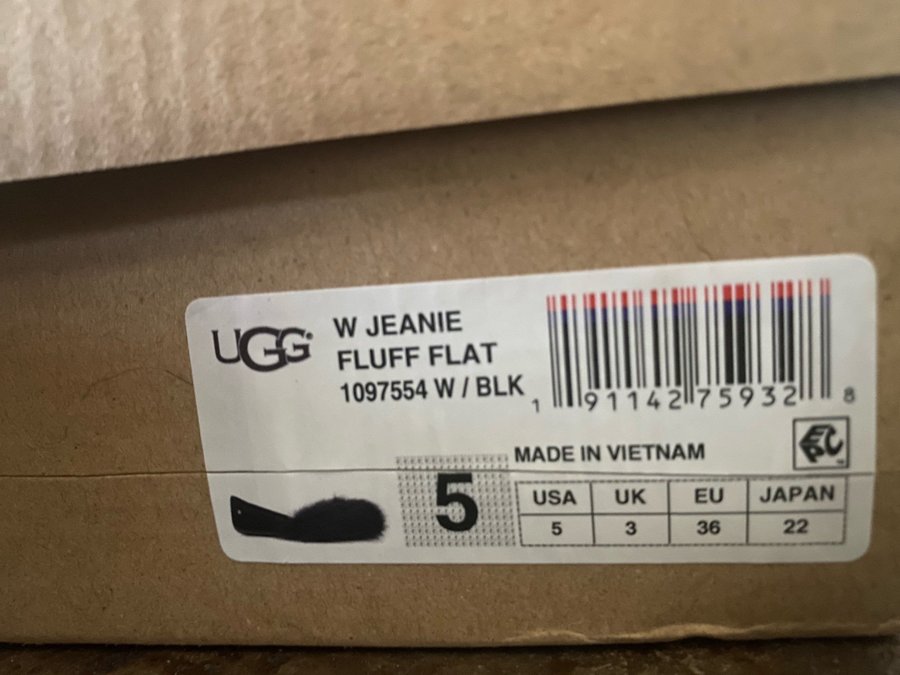 UGG®
W JEANIE
FLUFF FLAT
1097554 W / BLK
1 91142 75932 8
MADE IN VIETNAM
5
USA UK EU JAPAN
5 3 36 22